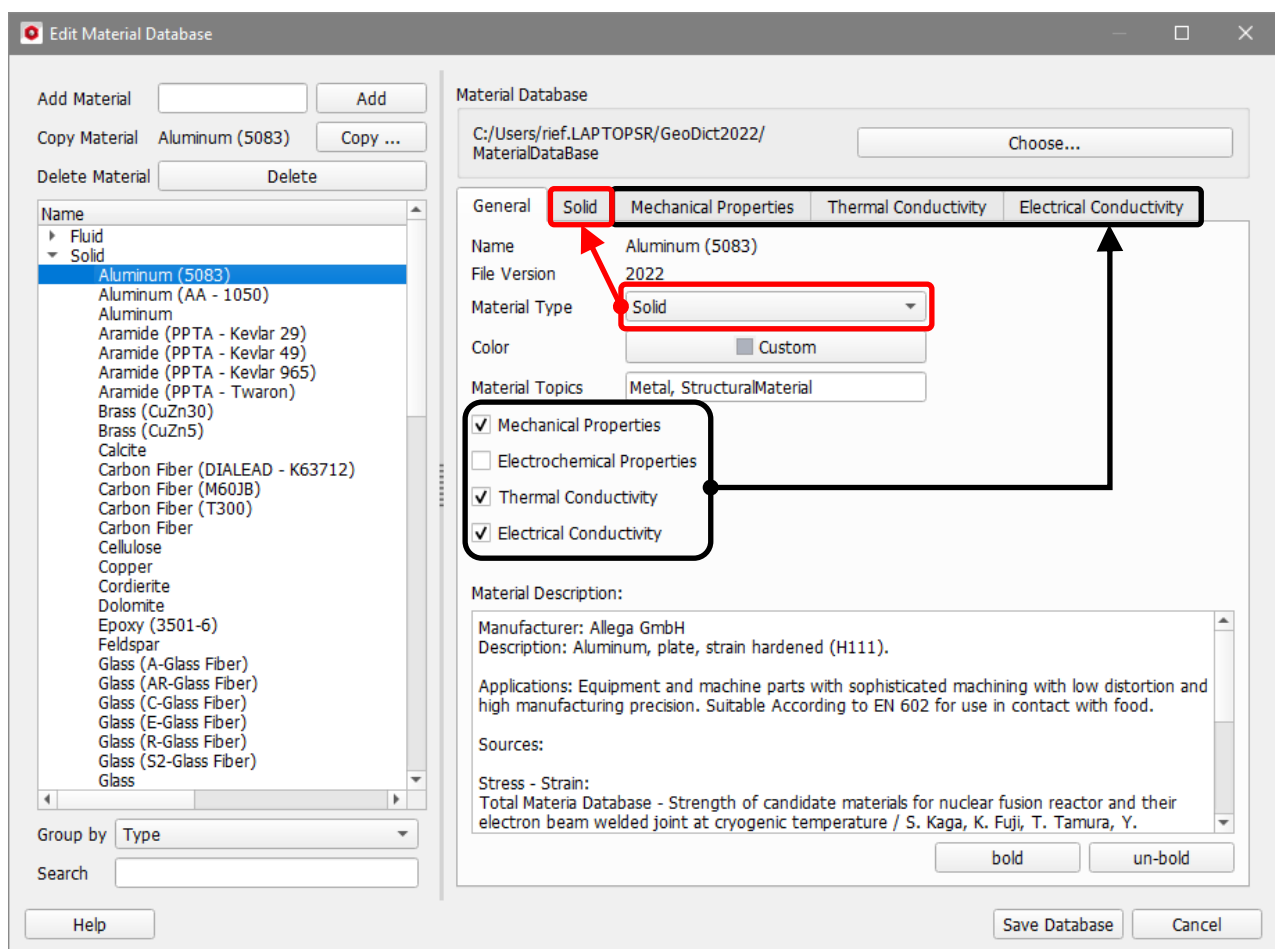 Edit Material Database
Add Material
Add
Copy Material
Aluminum (5083)
Copy ...
Delete Material
Delete
Name
Fluid
Solid
Aluminum (5083)
Aluminum (AA - 1050)
Aluminum
Aramide (PPTA - Kevlar 29)
Aramide (PPTA - Kevlar 49)
Aramide (PPTA - Kevlar 965)
Aramide (PPTA - Twaron)
Brass (CuZn30)
Brass (CuZn5)
Calcite
Carbon Fiber (DIALEAD - K63712)
Carbon Fiber (M60JB)
Carbon Fiber (T300)
Carbon Fiber
Cellulose
Copper
Cordierite
Dolomite
Epoxy (3501-6)
Feldspar
Glass (A-Glass Fiber)
Glass (AR-Glass Fiber)
Glass (C-Glass Fiber)
Glass (E-Glass Fiber)
Glass (R-Glass Fiber)
Glass (S2-Glass Fiber)
Glass
Group by
Type
Search
Help
Material Database
C:/Users/rief.LAPTOPSR/GeoDict2022/
MaterialDataBase
Choose...
General
Solid
Mechanical Properties
Thermal Conductivity
Electrical Conductivity
Name
Aluminum (5083)
File Version
2022
Material Type
Solid
Color
Custom
Material Topics
Metal, StructuralMaterial
Mechanical Properties
Electrochemical Properties
Thermal Conductivity
Electrical Conductivity
Material Description:
Manufacturer: Allega GmbH
Description: Aluminum, plate, strain hardened (H111).
Applications: Equipment and machine parts with sophisticated machining with low distortion and
high manufacturing precision. Suitable According to EN 602 for use in contact with food.
Sources:
Stress - Strain:
Total Materia Database - Strength of candidate materials for nuclear fusion reactor and their
electron beam welded joint at cryogenic temperature / S. Kaga, K. Fuji, T. Tamura, Y.
bold
un-bold
Save Database
Cancel